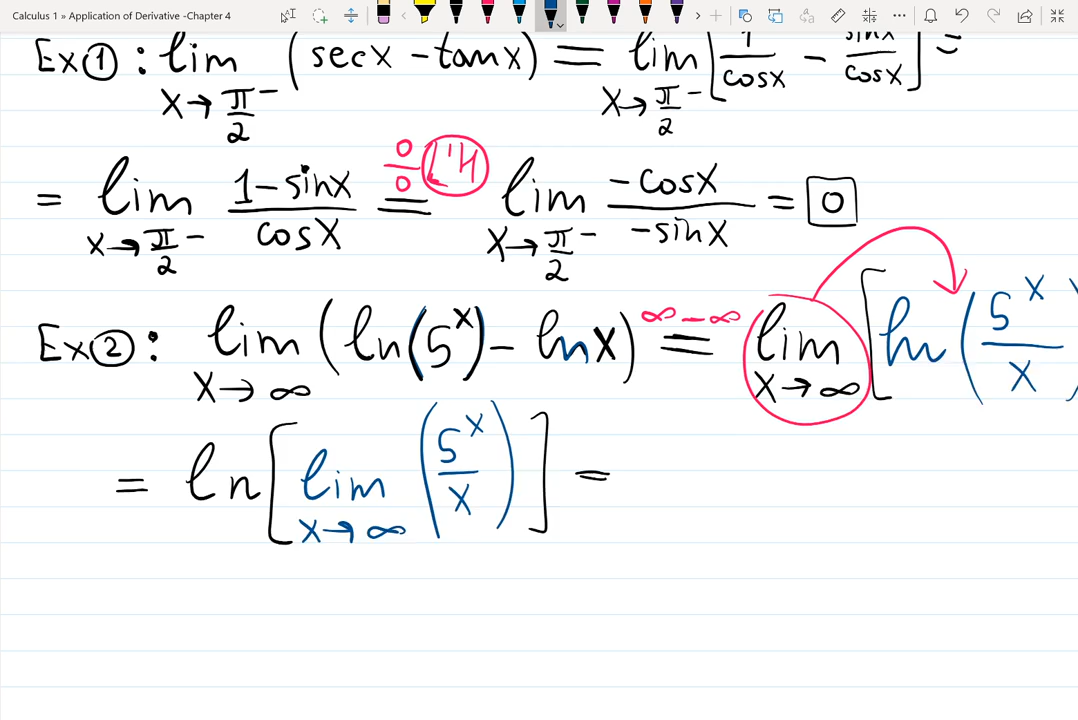 Calculus 1 » Application of Derivative -Chapter 4
Ex①: lim x→π/2⁻ (secx - tanx) = lim x→π/2⁻ [1/cosx - sinx/cosx] =
= lim x→π/2⁻ (1-sinx)/cosx =^(0/0 L'H) lim x→π/2⁻ (-cosx)/(-sinx) = 0
Ex②: lim x→∞ (ln(5^x) - lnx) =^(∞-∞) lim x→∞ [ln(5^x/x)
= ln[lim x→∞ (5^x/x)] =